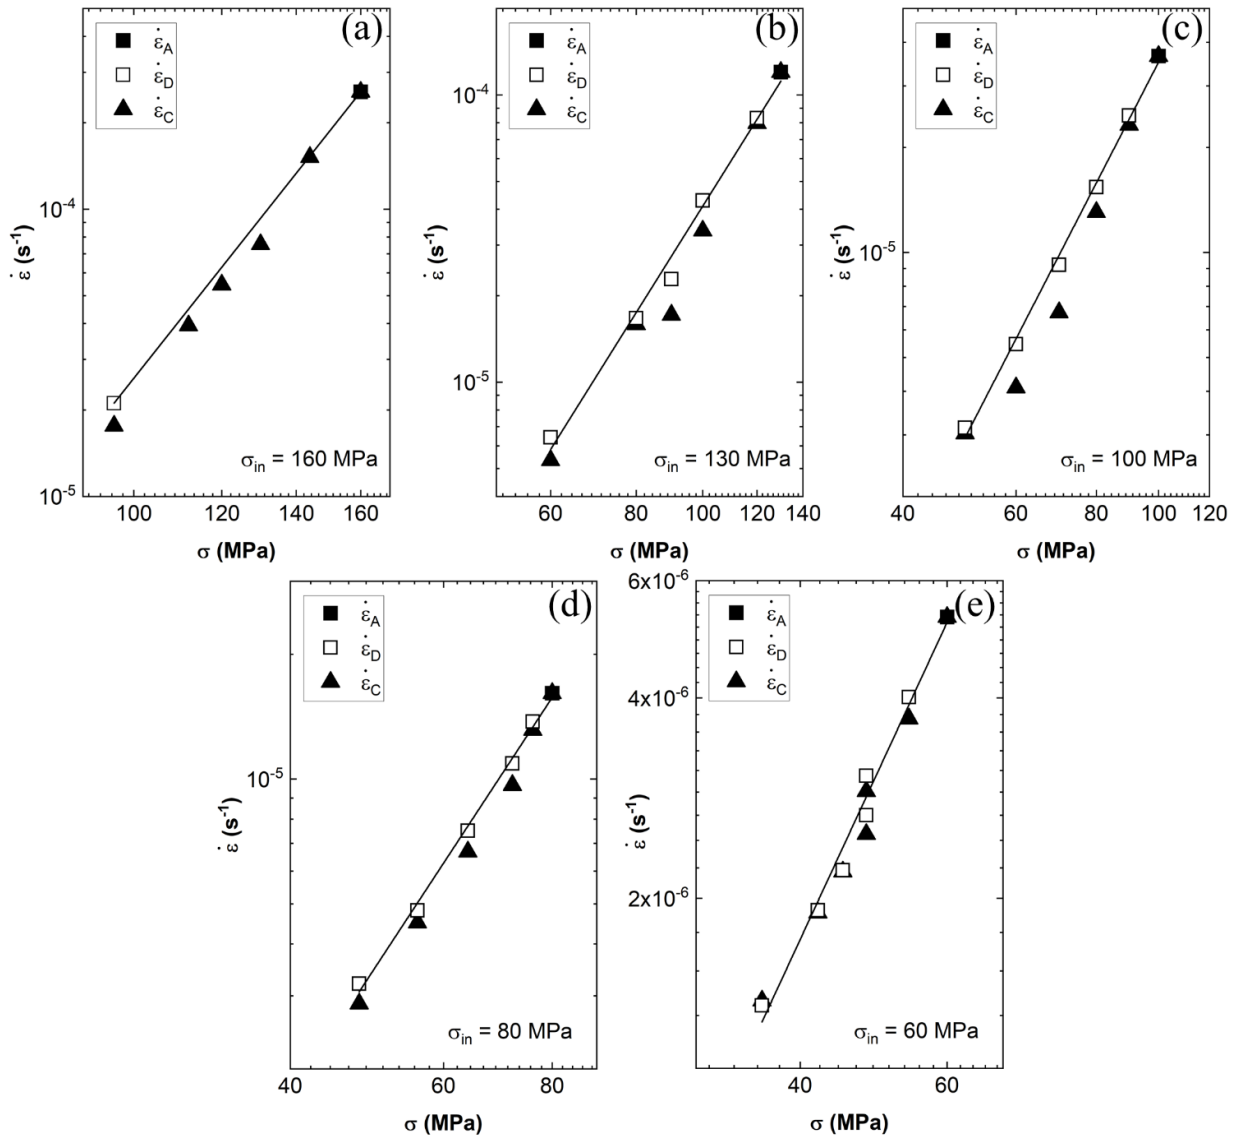 (a)
ε̇A
ε̇D
ε̇C
10⁻⁴
10⁻⁵
ε̇ (s⁻¹)
σin = 160 MPa
100 120 140 160
σ (MPa)
(b)
ε̇A
ε̇D
ε̇C
10⁻⁴
10⁻⁵
ε̇ (s⁻¹)
σin = 130 MPa
60 80 100 120 140
σ (MPa)
(c)
ε̇A
ε̇D
ε̇C
10⁻⁵
ε̇ (s⁻¹)
σin = 100 MPa
40 60 80 100 120
σ (MPa)
(d)
ε̇A
ε̇D
ε̇C
10⁻⁵
ε̇ (s⁻¹)
σin = 80 MPa
40 60 80
σ (MPa)
(e)
ε̇A
ε̇D
ε̇C
6x10⁻⁶
4x10⁻⁶
2x10⁻⁶
ε̇ (s⁻¹)
σin = 60 MPa
40 60
σ (MPa)